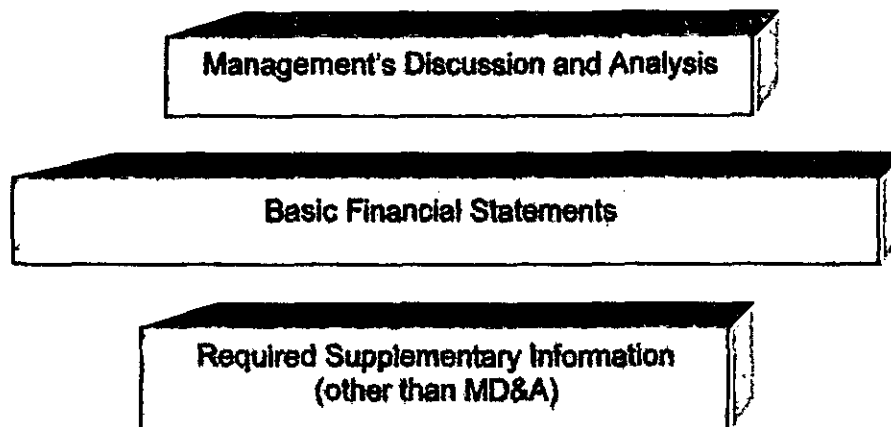 Management's Discussion and Analysis
Basic Financial Statements
Required Supplementary Information
(other than MD&A)